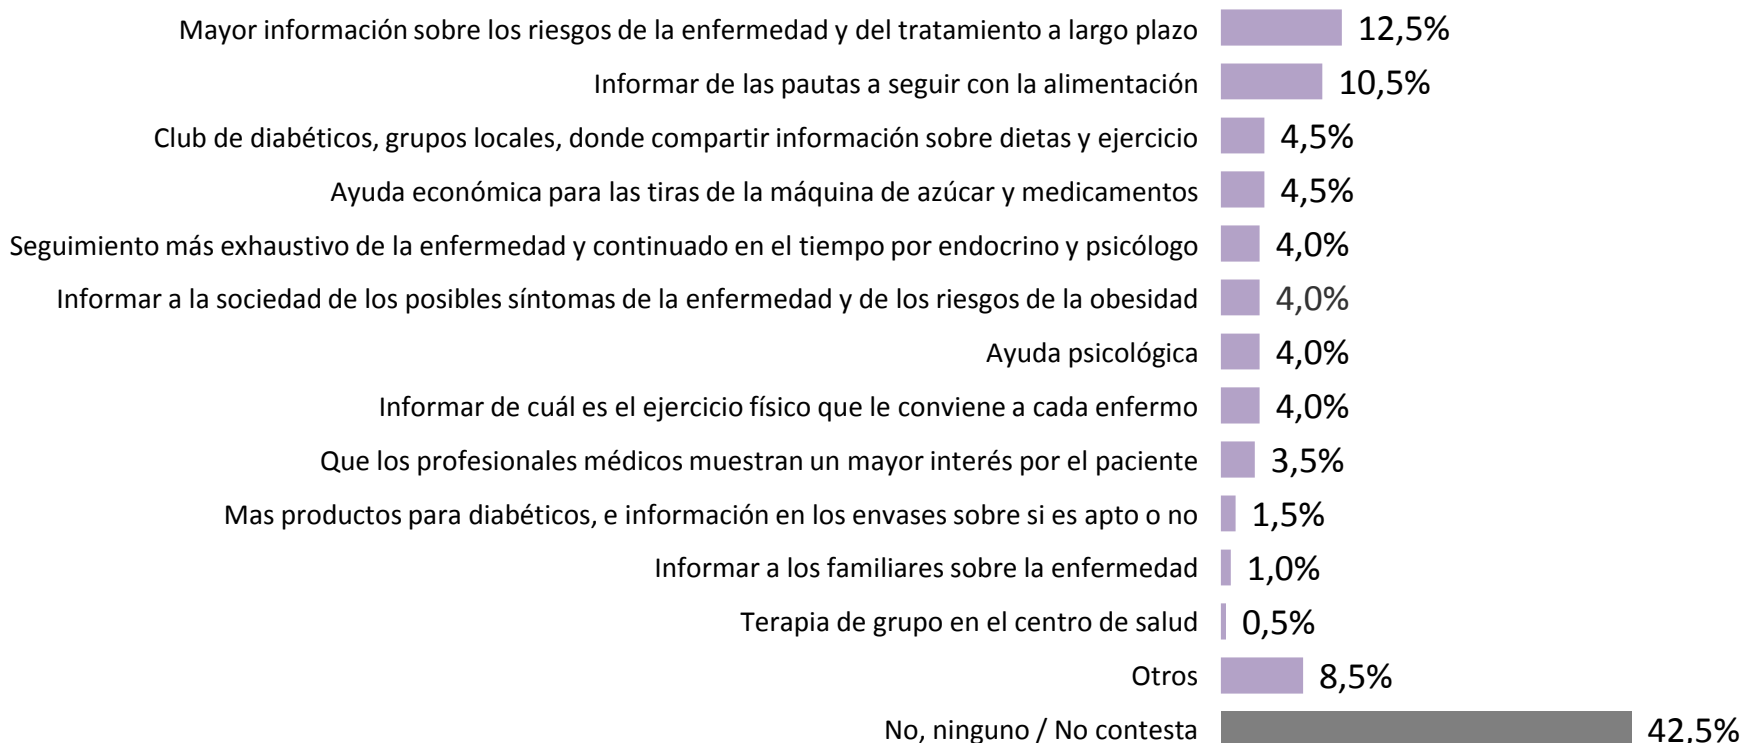 Mayor información sobre los riesgos de la enfermedad y del tratamiento a largo plazo 12,5%
Informar de las pautas a seguir con la alimentación 10,5%
Club de diabéticos, grupos locales, donde compartir información sobre dietas y ejercicio 4,5%
Ayuda económica para las tiras de la máquina de azúcar y medicamentos 4,5%
Seguimiento más exhaustivo de la enfermedad y continuado en el tiempo por endocrino y psicólogo 4,0%
Informar a la sociedad de los posibles síntomas de la enfermedad y de los riesgos de la obesidad 4,0%
Ayuda psicológica 4,0%
Informar de cuál es el ejercicio físico que le conviene a cada enfermo 4,0%
Que los profesionales médicos muestran un mayor interés por el paciente 3,5%
Mas productos para diabéticos, e información en los envases sobre si es apto o no 1,5%
Informar a los familiares sobre la enfermedad 1,0%
Terapia de grupo en el centro de salud 0,5%
Otros 8,5%
No, ninguno / No contesta 42,5%